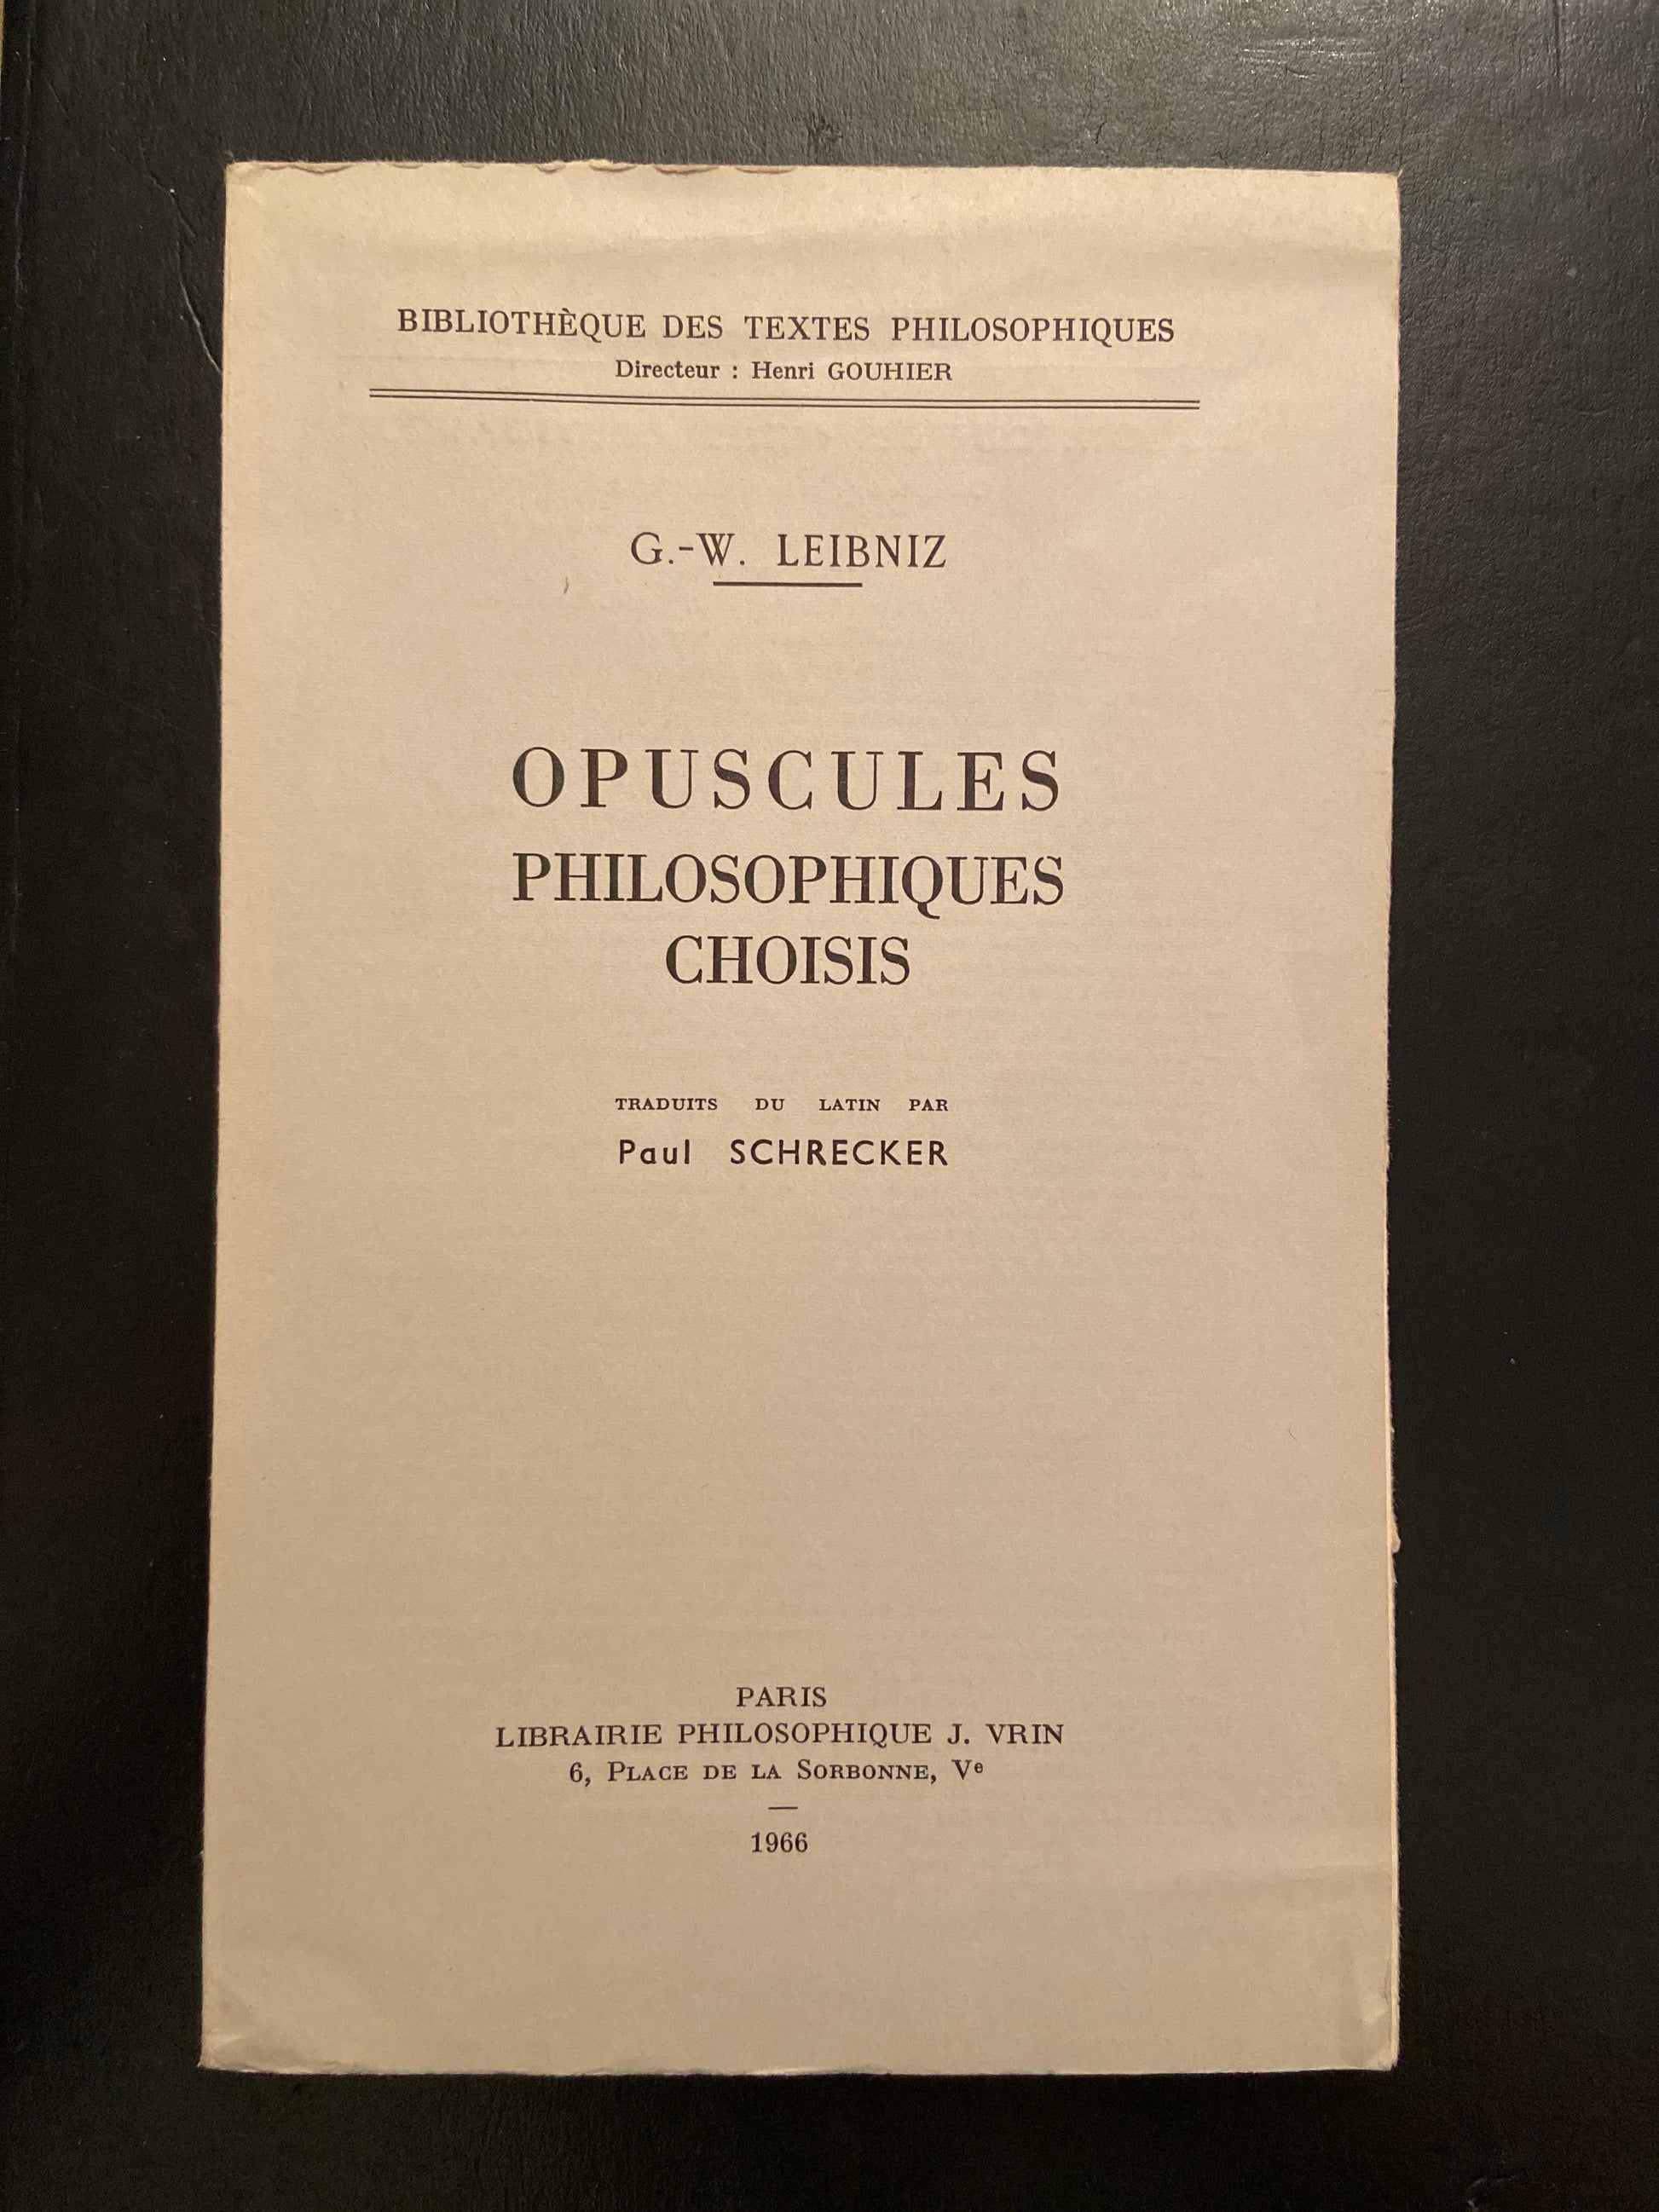 BIBLIOTHÈQUE DES TEXTES PHILOSOPHIQUES
Directeur : Henri GOUHIER
G.-W. LEIBNIZ
OPUSCULES
PHILOSOPHIQUES
CHOISIS
TRADUITS DU LATIN PAR
Paul SCHRECKER
PARIS
LIBRAIRIE PHILOSOPHIQUE J. VRIN
6, PLACE DE LA SORBONNE, Vᵉ
1966